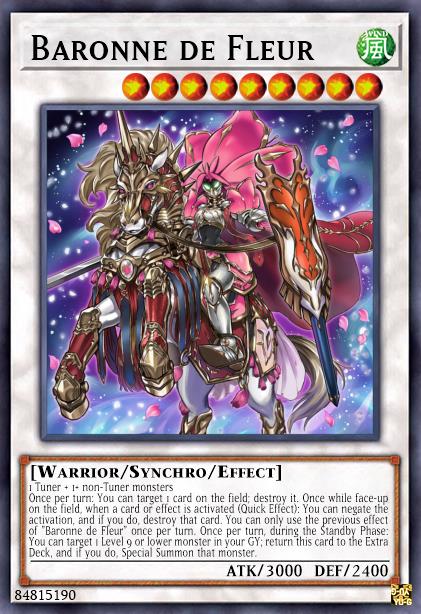 BARONNE DE FLEUR
WIND
風
[WARRIOR/SYNCHRO/EFFECT]
1 Tuner + 1+ non-Tuner monsters
Once per turn: You can target 1 card on the field; destroy it. Once while face-up
on the field, when a card or effect is activated (Quick Effect): You can negate the
activation, and if you do, destroy that card. You can only use the previous effect
of "Baronne de Fleur" once per turn. Once per turn, during the Standby Phase:
You can target 1 Level 9 or lower monster in your GY; return this card to the Extra
Deck, and if you do, Special Summon that monster.
ATK/3000 DEF/2400
84815190